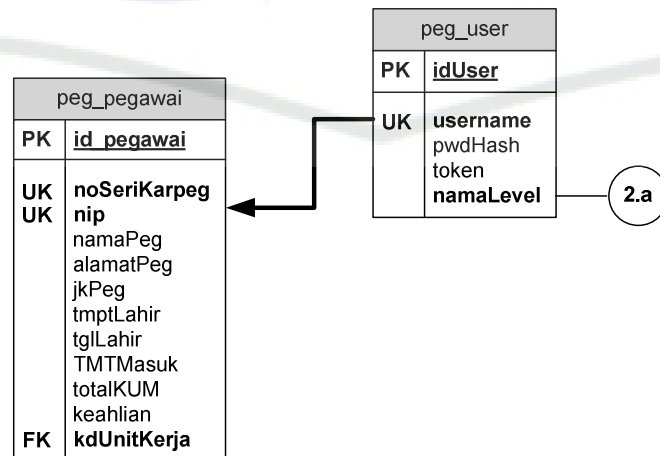 peg_user
PK idUser
UK username
pwdHash
token
namaLevel
2.a
peg_pegawai
PK id_pegawai
UK noSeriKarpeg
UK nip
namaPeg
alamatPeg
jkPeg
tmptLahir
tglLahir
TMTMasuk
totalKUM
keahlian
FK kdUnitKerja